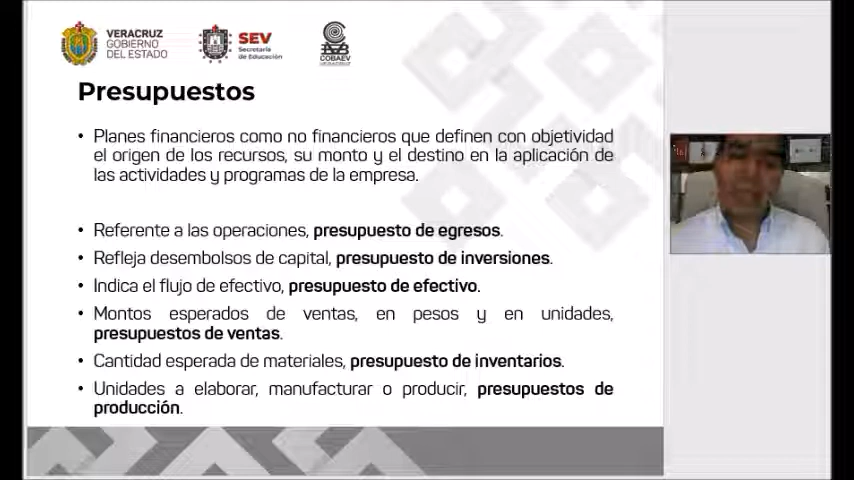 VERACRUZ
GOBIERNO
DEL ESTADO
SEV
Secretaría
de Educación
COBAEV
Presupuestos
• Planes financieros como no financieros que definen con objetividad
el origen de los recursos, su monto y el destino en la aplicación de
las actividades y programas de la empresa.
• Referente a las operaciones, presupuesto de egresos.
• Refleja desembolsos de capital, presupuesto de inversiones.
• Indica el flujo de efectivo, presupuesto de efectivo.
• Montos esperados de ventas, en pesos y en unidades,
presupuestos de ventas.
• Cantidad esperada de materiales, presupuesto de inventarios.
• Unidades a elaborar, manufacturar o producir, presupuestos de
producción.